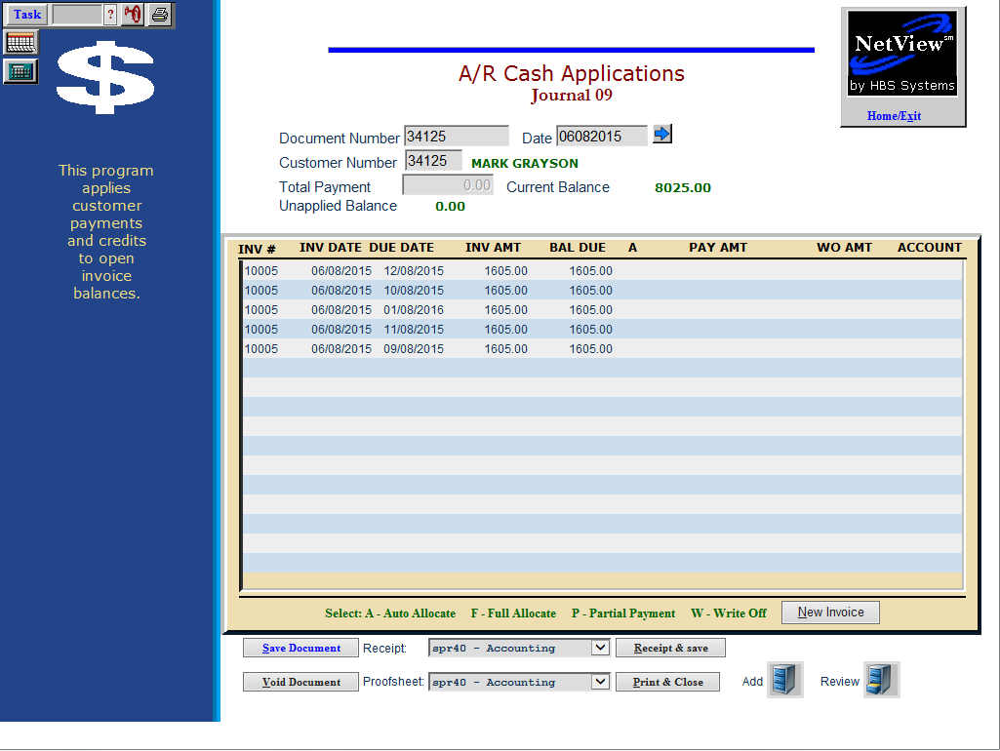 Task ?
NetView℠
by HBS Systems
Home/Exit
A/R Cash Applications
Journal 09
Document Number 34125 Date 06082015
Customer Number 34125 MARK GRAYSON
Total Payment 0.00 Current Balance 8025.00
Unapplied Balance 0.00
$
This program
applies
customer
payments
and credits
to open
invoice
balances.
INV # INV DATE DUE DATE INV AMT BAL DUE A PAY AMT WO AMT ACCOUNT
10005 06/08/2015 12/08/2015 1605.00 1605.00
10005 06/08/2015 10/08/2015 1605.00 1605.00
10005 06/08/2015 01/08/2016 1605.00 1605.00
10005 06/08/2015 11/08/2015 1605.00 1605.00
10005 06/08/2015 09/08/2015 1605.00 1605.00
Select: A - Auto Allocate F - Full Allocate P - Partial Payment W - Write Off New Invoice
Save Document Receipt: spr40 - Accounting Receipt & save
Void Document Proofsheet: spr40 - Accounting Print & Close Add Review